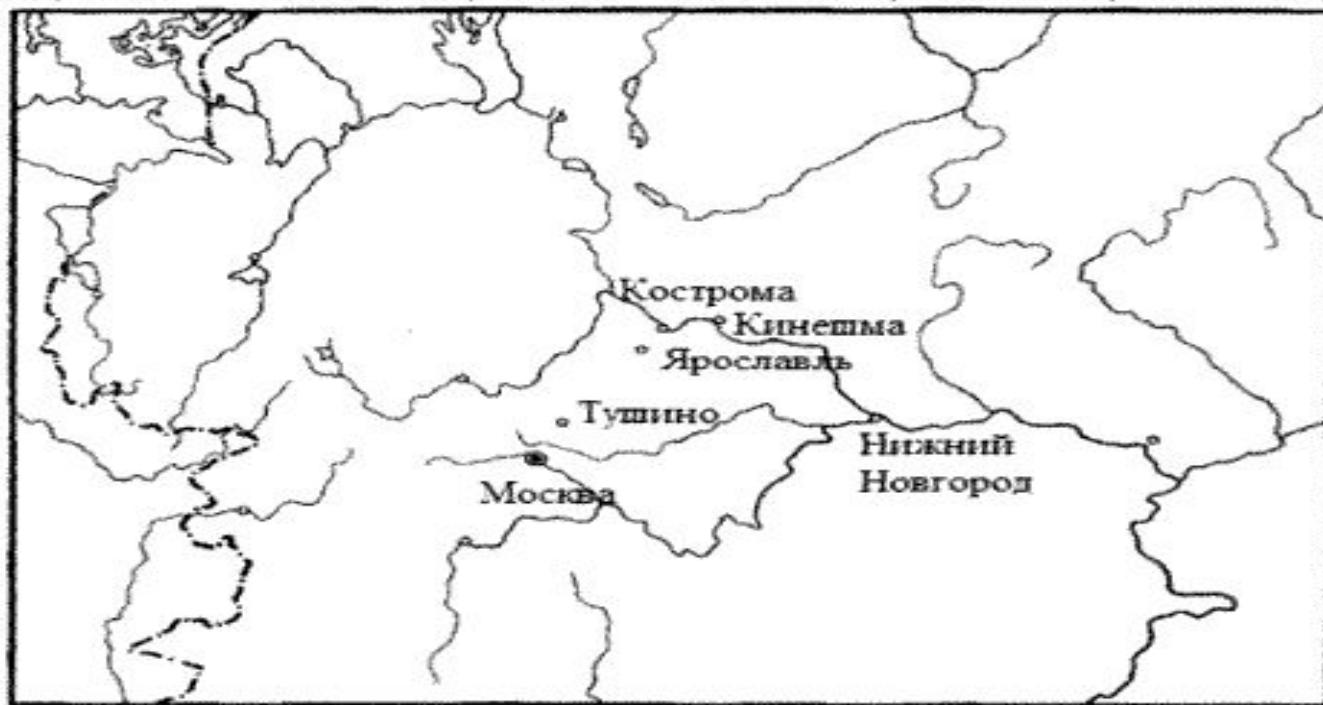 Кострома
Кинешма
Ярославль
Тушино
Москва
Нижний
Новгород